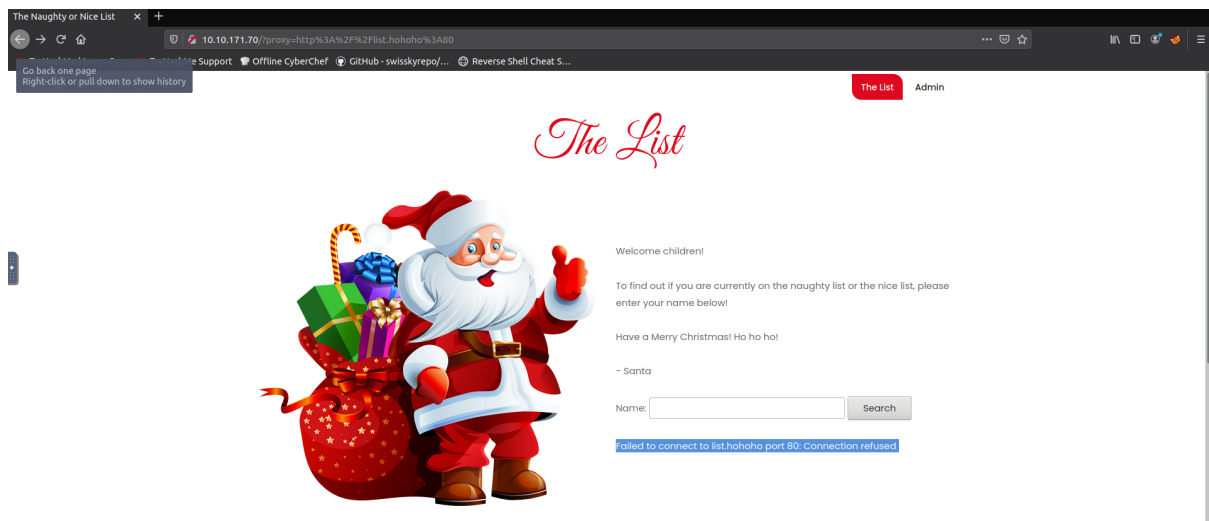 The Naughty or Nice List
10.10.171.70/?proxy=http%3A%2F%2Flist.hohoho%3A80
Support Offline CyberChef GitHub - swisskyrepo/... Reverse Shell Cheat S...
Go back one page
Right-click or pull down to show history
The List Admin
The List
Welcome children!
To find out if you are currently on the naughty list or the nice list, please
enter your name below!
Have a Merry Christmas! Ho ho ho!
- Santa
Name: Search
Failed to connect to list.hohoho port 80: Connection refused